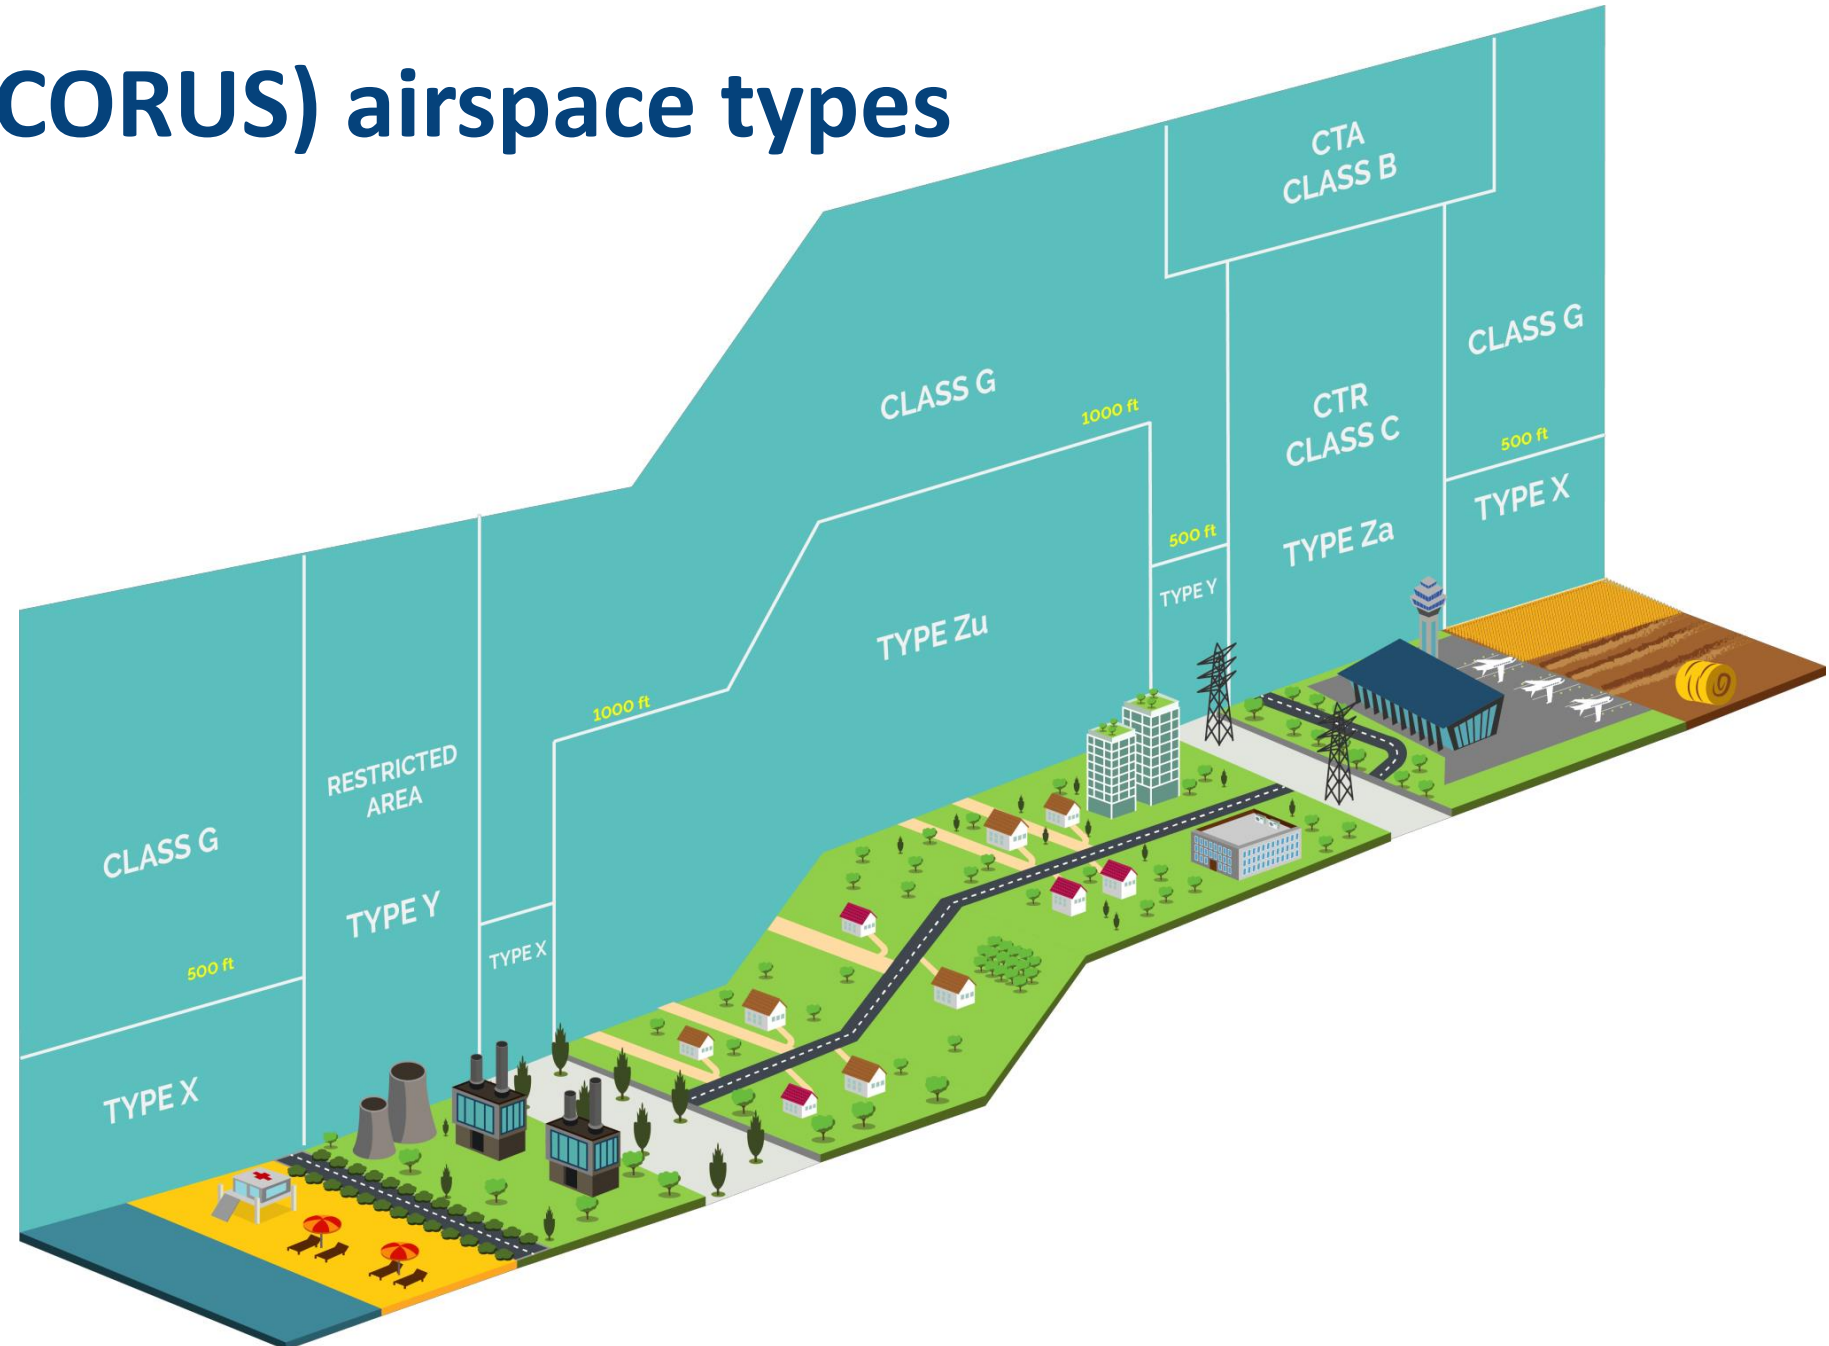 CORUS) airspace types
CTA
CLASS B
CLASS G
CLASS G
1000 ft
CTR
CLASS C
500 ft
TYPE X
500 ft
TYPE Za
TYPE Y
TYPE Zu
1000 ft
RESTRICTED
AREA
CLASS G
TYPE Y
500 ft
TYPE X
TYPE X